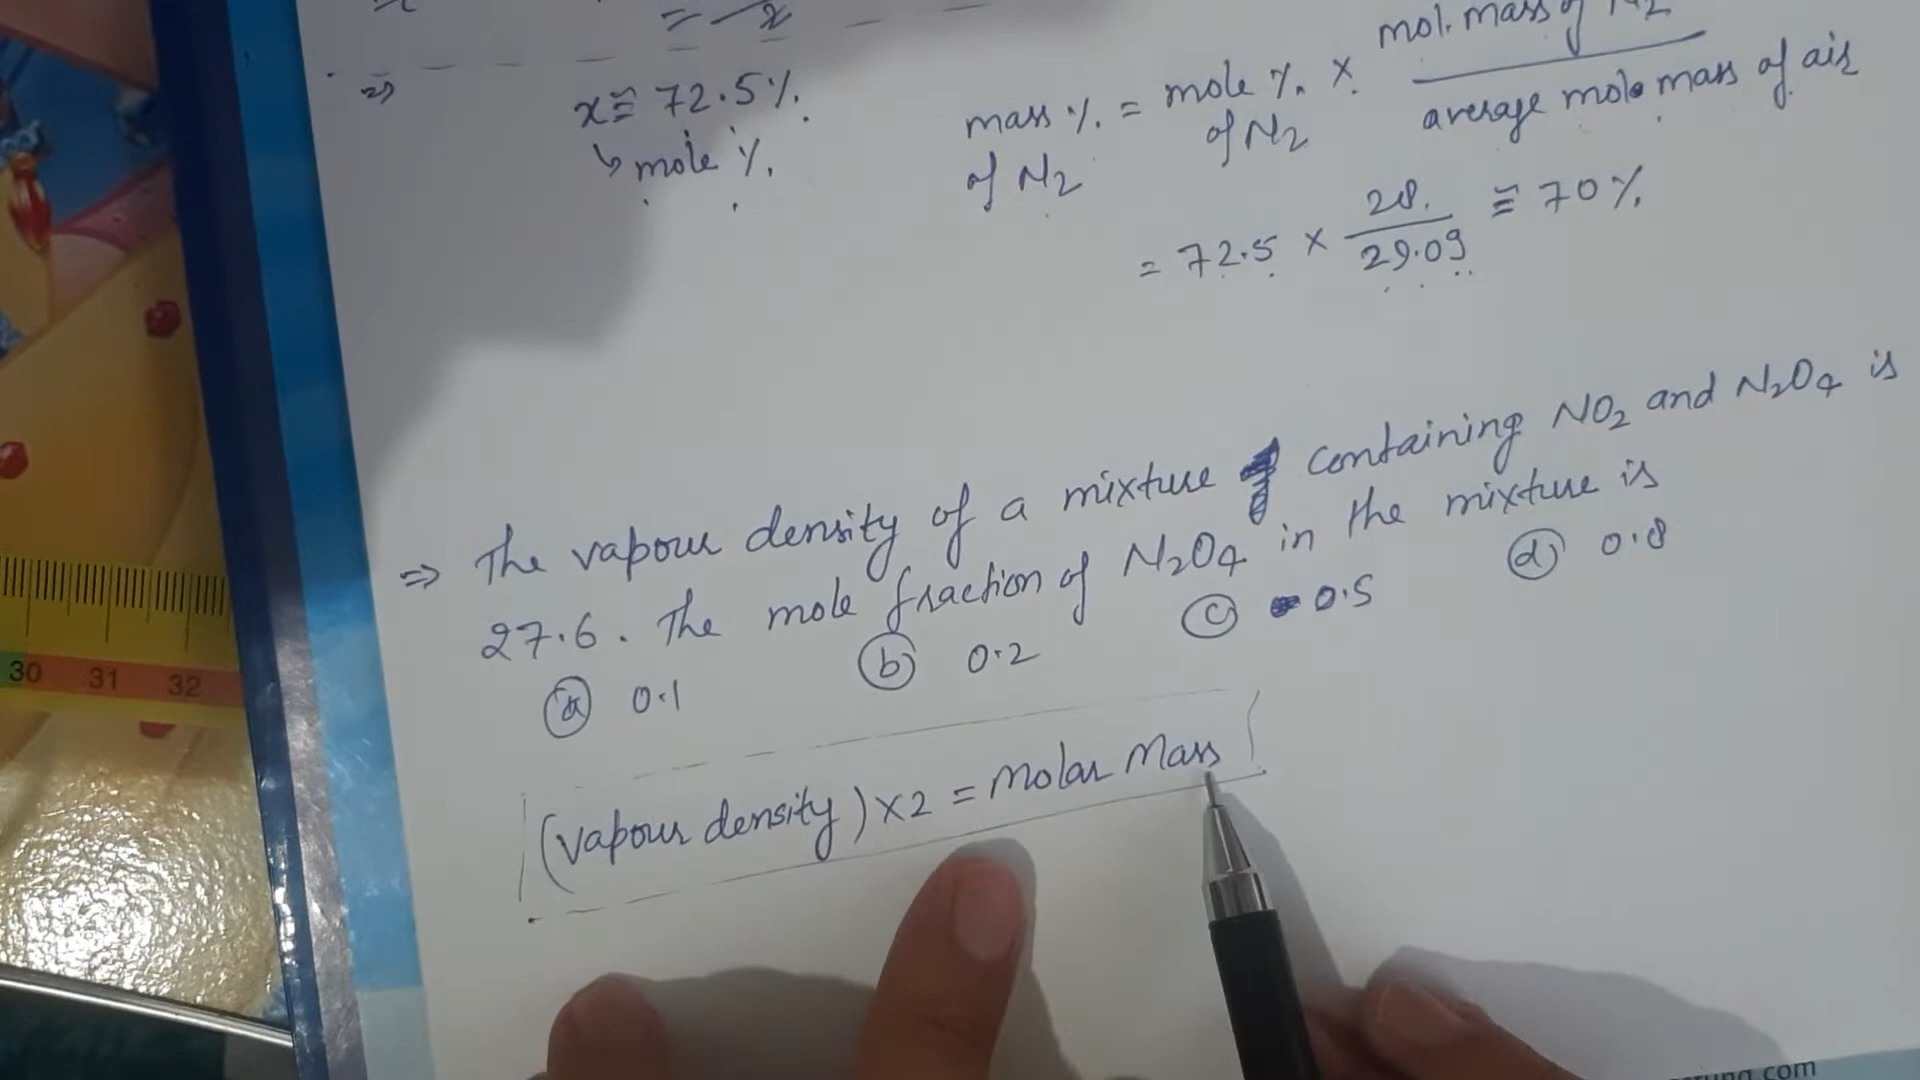 x ≅ 72.5%.
↳ mole %.
mass %. of N2 = mole %. of N2 × mol. mass of N2 / average mole mass of air
= 72.5 × 28. / 29.09 ≅ 70%.
⇒ The vapour density of a mixture containing NO2 and N2O4 is
27.6. The mole fraction of N2O4 in the mixture is
(a) 0.1 (b) 0.2 (c) 0.5 (d) 0.8
(vapour density) × 2 = Molar Mass
30 31 32
.com